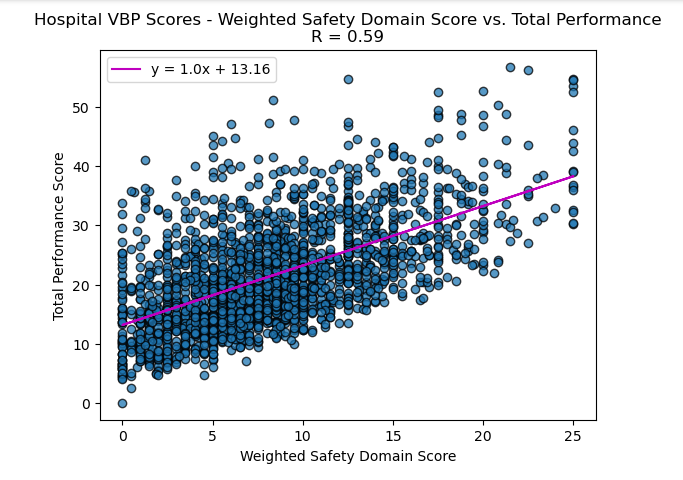 Hospital VBP Scores - Weighted Safety Domain Score vs. Total Performance
R = 0.59
y = 1.0x + 13.16
50
40
30
20
10
0
Total Performance Score
0 5 10 15 20 25
Weighted Safety Domain Score